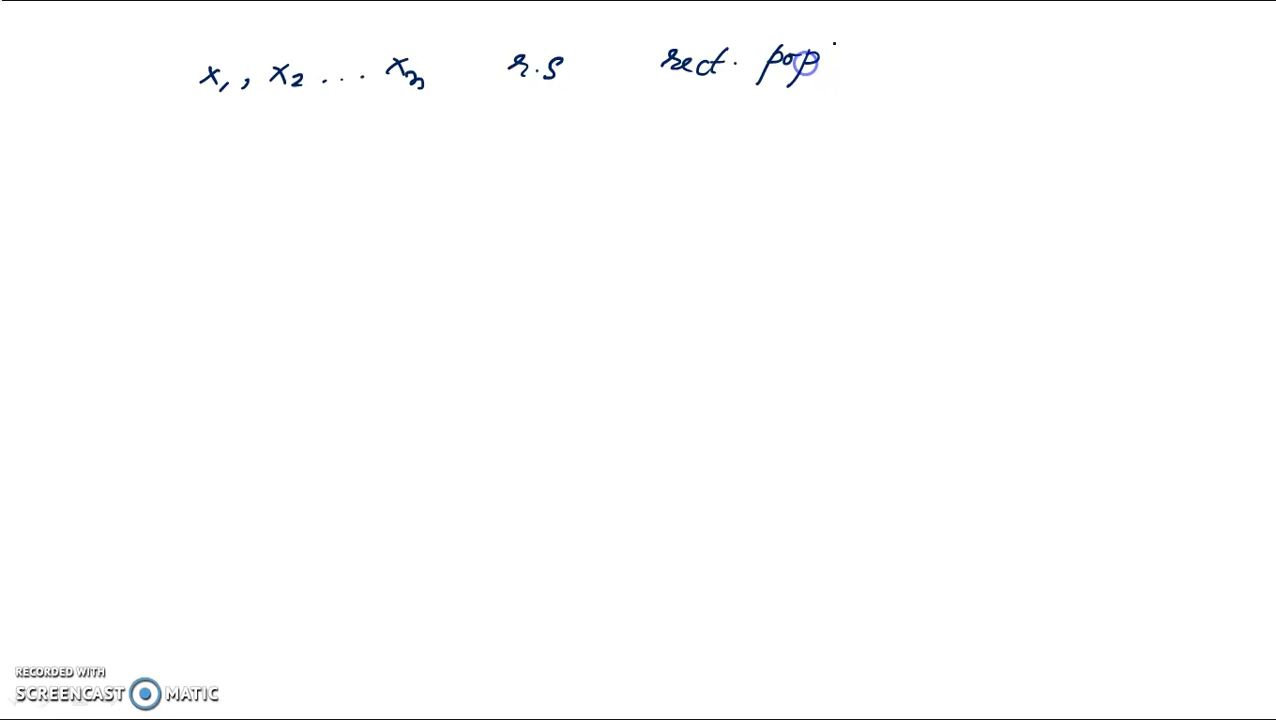 x₁, x₂ ... xₙ r.s rect. pop
RECORDED WITH
SCREENCAST MATIC